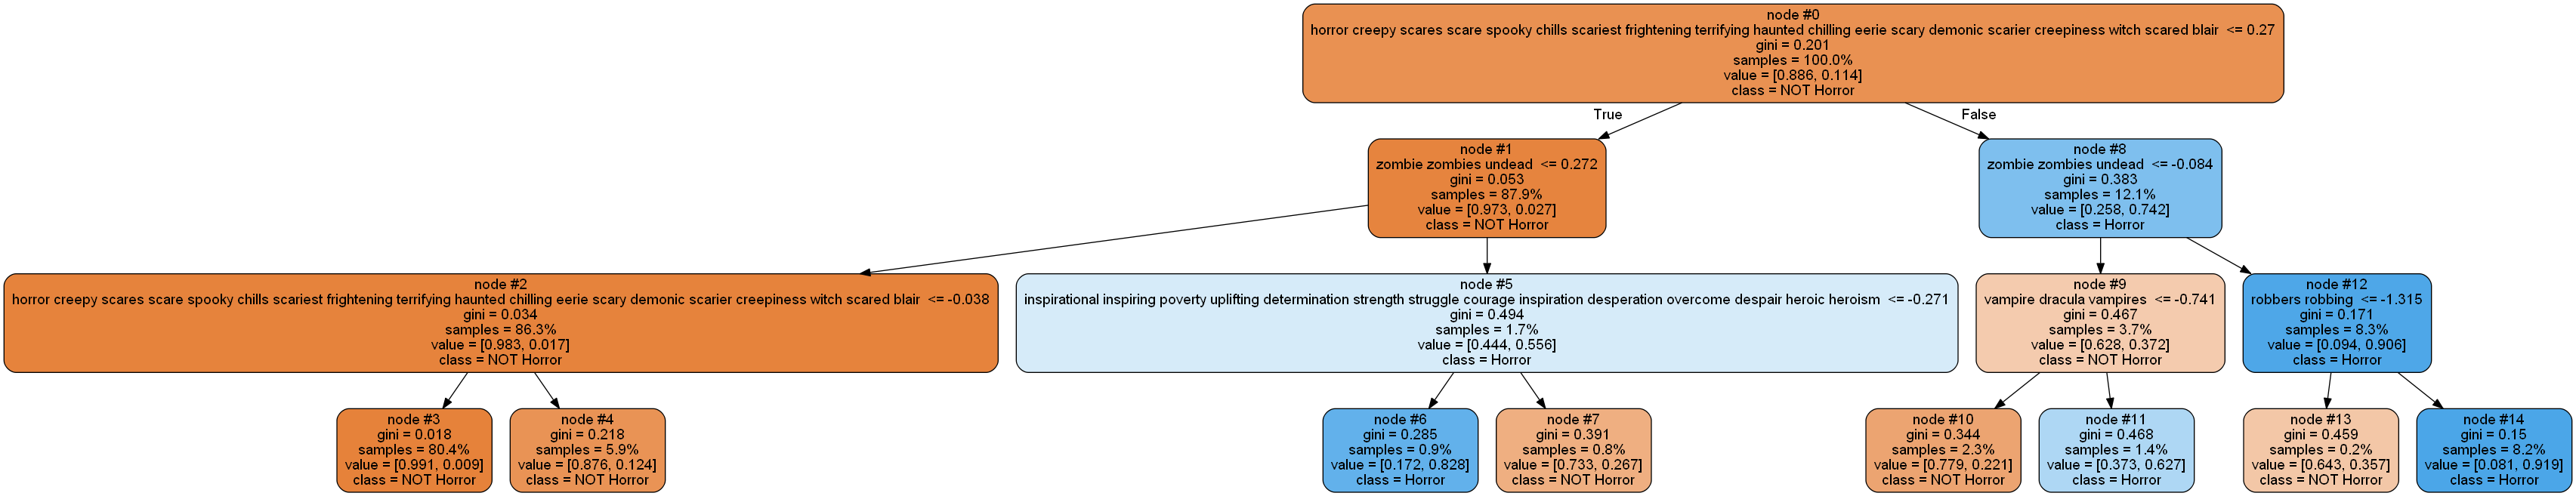 node #0
horror creepy scares scare spooky chills scariest frightening terrifying haunted chilling eerie scary demonic scarier creepiness witch scared blair <= 0.27
gini = 0.201
samples = 100.0%
value = [0.886, 0.114]
class = NOT Horror
True
False
node #1
zombie zombies undead <= 0.272
gini = 0.053
samples = 87.9%
value = [0.973, 0.027]
class = NOT Horror
node #8
zombie zombies undead <= -0.084
gini = 0.383
samples = 12.1%
value = [0.258, 0.742]
class = Horror
node #2
horror creepy scares scare spooky chills scariest frightening terrifying haunted chilling eerie scary demonic scarier creepiness witch scared blair <= -0.038
gini = 0.034
samples = 86.3%
value = [0.983, 0.017]
class = NOT Horror
node #5
inspirational inspiring poverty uplifting determination strength struggle courage inspiration desperation overcome despair heroic heroism <= -0.271
gini = 0.494
samples = 1.7%
value = [0.444, 0.556]
class = Horror
node #9
vampire dracula vampires <= -0.741
gini = 0.467
samples = 3.7%
value = [0.628, 0.372]
class = NOT Horror
node #12
robbers robbing <= -1.315
gini = 0.171
samples = 8.3%
value = [0.094, 0.906]
class = Horror
node #3
gini = 0.018
samples = 80.4%
value = [0.991, 0.009]
class = NOT Horror
node #4
gini = 0.218
samples = 5.9%
value = [0.876, 0.124]
class = NOT Horror
node #6
gini = 0.285
samples = 0.9%
value = [0.172, 0.828]
class = Horror
node #7
gini = 0.391
samples = 0.8%
value = [0.733, 0.267]
class = NOT Horror
node #10
gini = 0.344
samples = 2.3%
value = [0.779, 0.221]
class = NOT Horror
node #11
gini = 0.468
samples = 1.4%
value = [0.373, 0.627]
class = Horror
node #13
gini = 0.459
samples = 0.2%
value = [0.643, 0.357]
class = NOT Horror
node #14
gini = 0.15
samples = 8.2%
value = [0.081, 0.919]
class = Horror